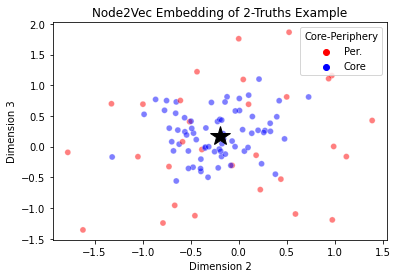 Node2Vec Embedding of 2-Truths Example
Core-Periphery
Per.
Core
Dimension 3
2.0
1.5
1.0
0.5
0.0
−0.5
−1.0
−1.5
−1.5
−1.0
−0.5
0.0
0.5
1.0
1.5
Dimension 2